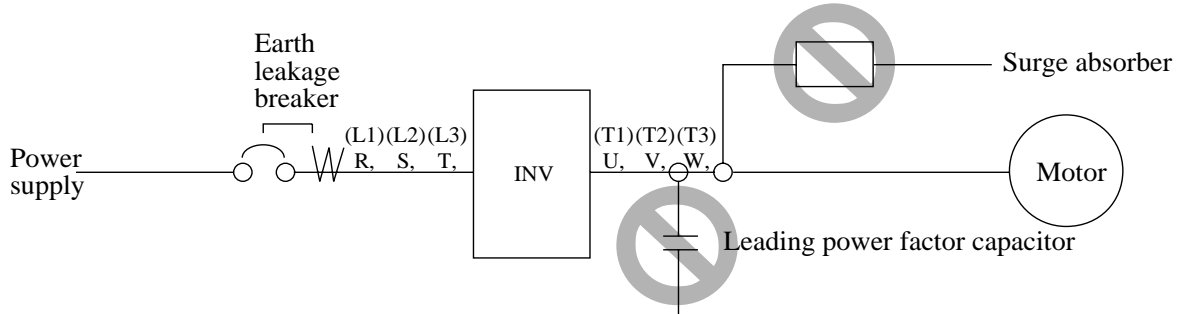 Earth
leakage
breaker
Surge absorber
(L1) (L2) (L3)
R, S, T,
INV
(T1) (T2) (T3)
U, V, W,
Power
supply
Motor
Leading power factor capacitor